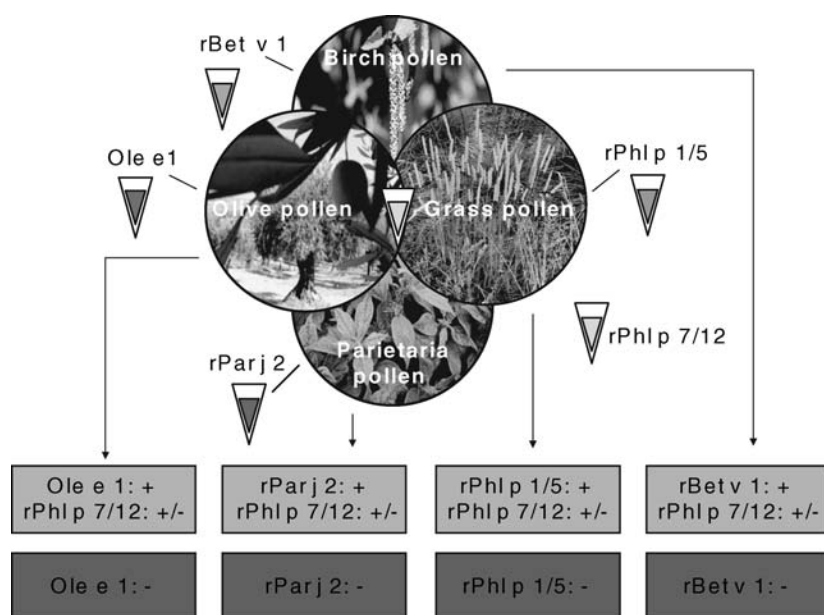 rBet v 1
Birch pollen
Ole e1
rPhl p 1/5
Olive pollen
Grass pollen
rPhl p 7/12
rPar j 2
Parietaria
pollen
Ole e 1: +
rPhl p 7/12: +/-
rPar j 2: +
rPhl p 7/12: +/-
rPhl p 1/5: +
rPhl p 7/12: +/-
rBet v 1: +
rPhl p 7/12: +/-
Ole e 1: -
rPar j 2: -
rPhl p 1/5: -
rBet v 1: -